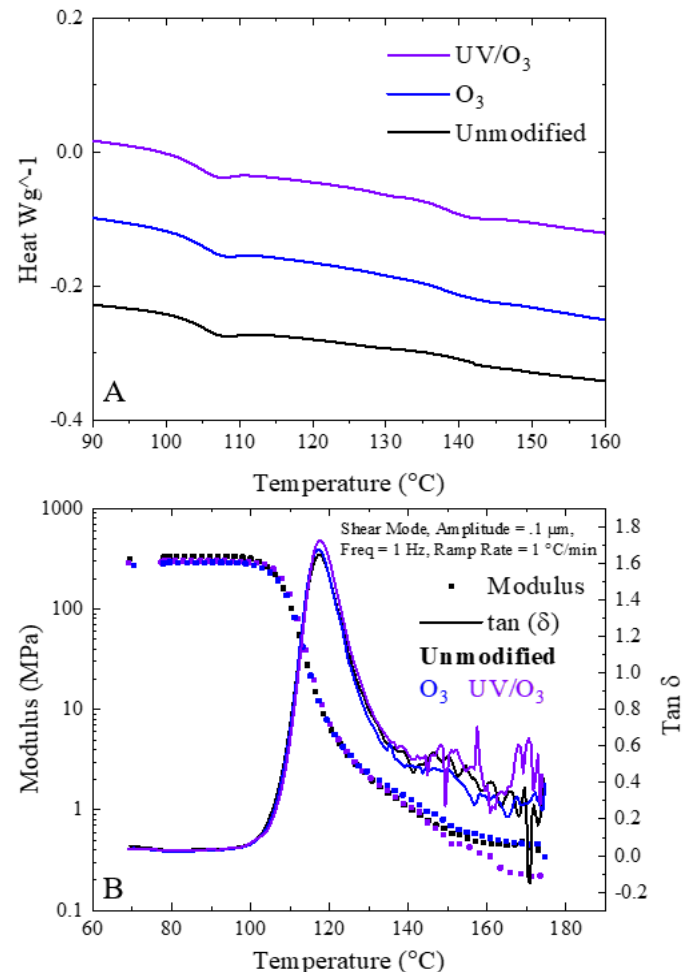 0.2
UV/O3
O3
Unmodified
0.0
-0.2
-0.4
Heat Wg^-1
A
90 100 110 120 130 140 150 160
Temperature (°C)
1000
100
10
1
0.1
Modulus (MPa)
Shear Mode, Amplitude = .1 μm,
Freq = 1 Hz, Ramp Rate = 1 °C/min
Modulus
tan (δ)
Unmodified
O3 UV/O3
1.8
1.6
1.4
1.2
1.0
0.8
0.6
0.4
0.2
0.0
-0.2
Tan δ
B
60 80 100 120 140 160 180
Temperature (°C)